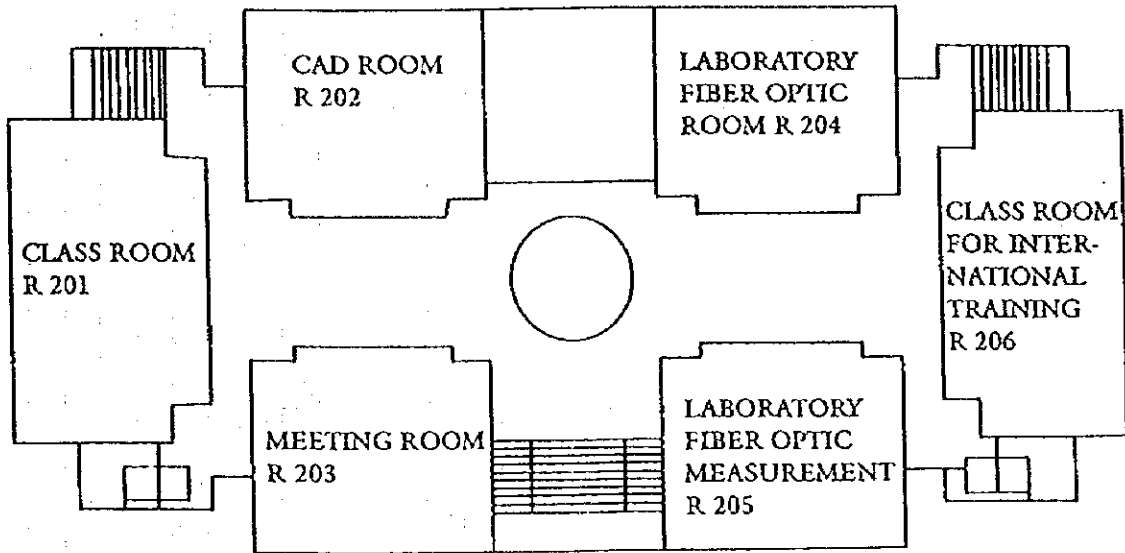 CAD ROOM
R 202
LABORATORY
FIBER OPTIC
ROOM R 204
CLASS ROOM
R 201
CLASS ROOM
FOR INTER-
NATIONAL
TRAINING
R 206
MEETING ROOM
R 203
LABORATORY
FIBER OPTIC
MEASUREMENT
R 205